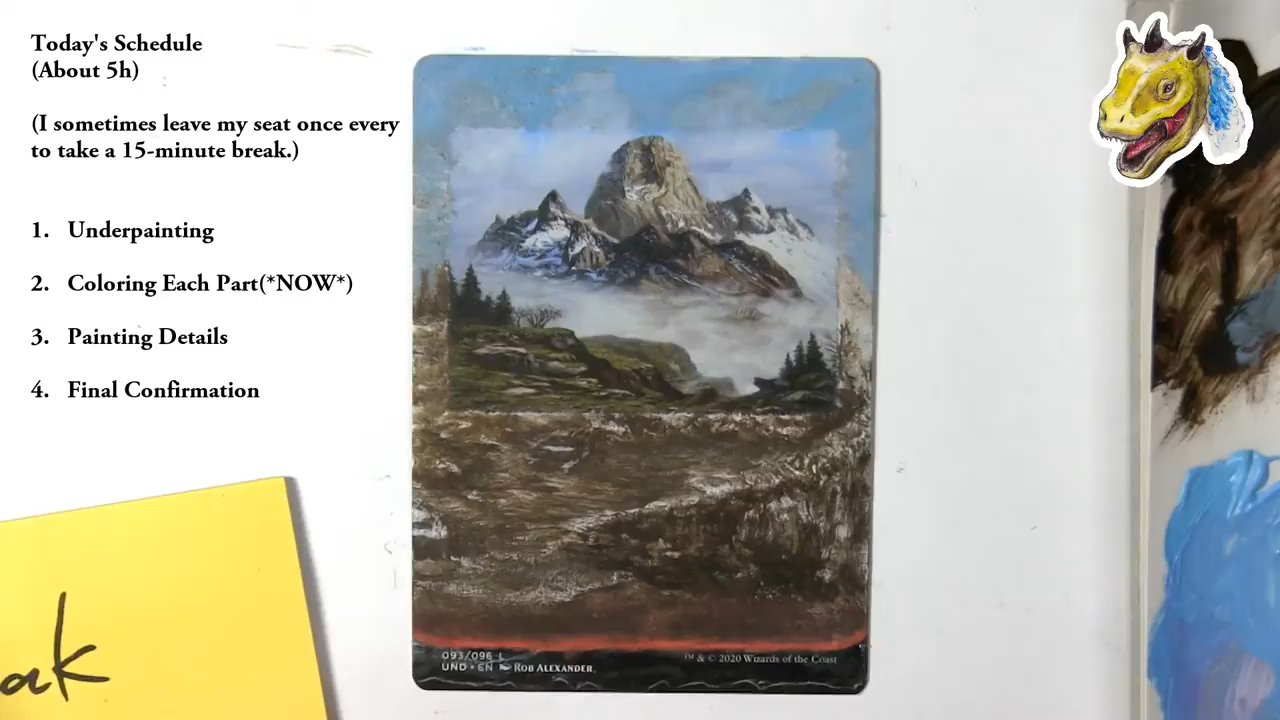 Today's Schedule
(About 5h)
(I sometimes leave my seat once every
to take a 15-minute break.)
1. Underpainting
2. Coloring Each Part(*NOW*)
3. Painting Details
4. Final Confirmation
ak
093/096 L
UND • EN ROB ALEXANDER
™ & © 2020 Wizards of the Coast